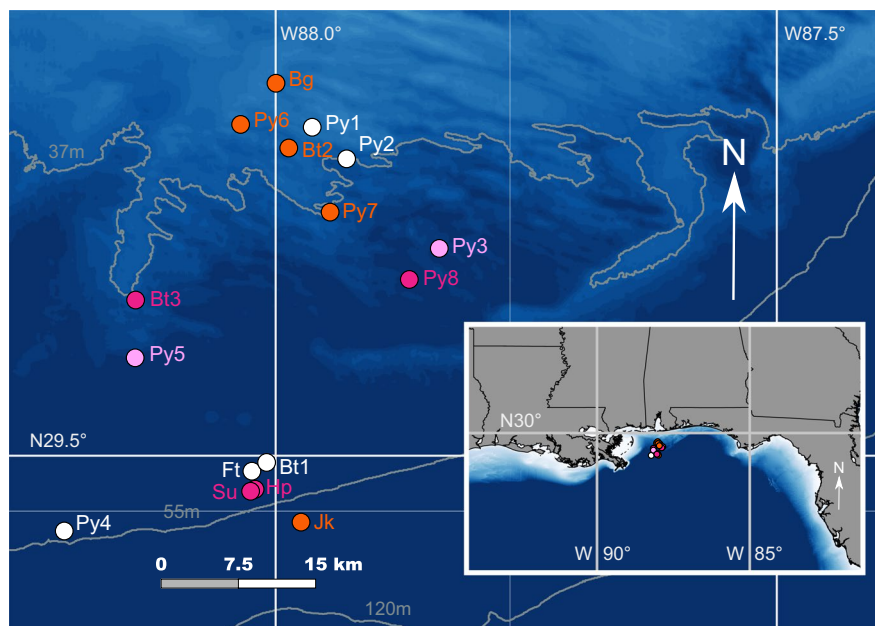 W88.0°
W87.5°
Bg
Py6
Py1
Bt2
Py2
37m
N
Py7
Py3
Py8
Bt3
Py5
N29.5°
N30°
Ft
Bt1
Su
Hp
N
55m
Py4
Jk
W 90°
W 85°
0 7.5 15 km
120m